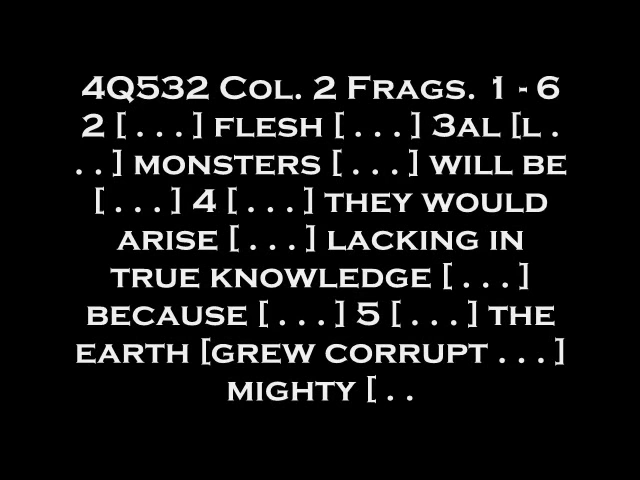 4Q532 Col. 2 Frags. 1 - 6
2 [ . . . ] flesh [ . . . ] 3al [l .
. . ] monsters [ . . . ] will be
[ . . . ] 4 [ . . . ] they would
arise [ . . . ] lacking in
true knowledge [ . . . ]
because [ . . . ] 5 [ . . . ] the
earth [grew corrupt . . . ]
mighty [ . .